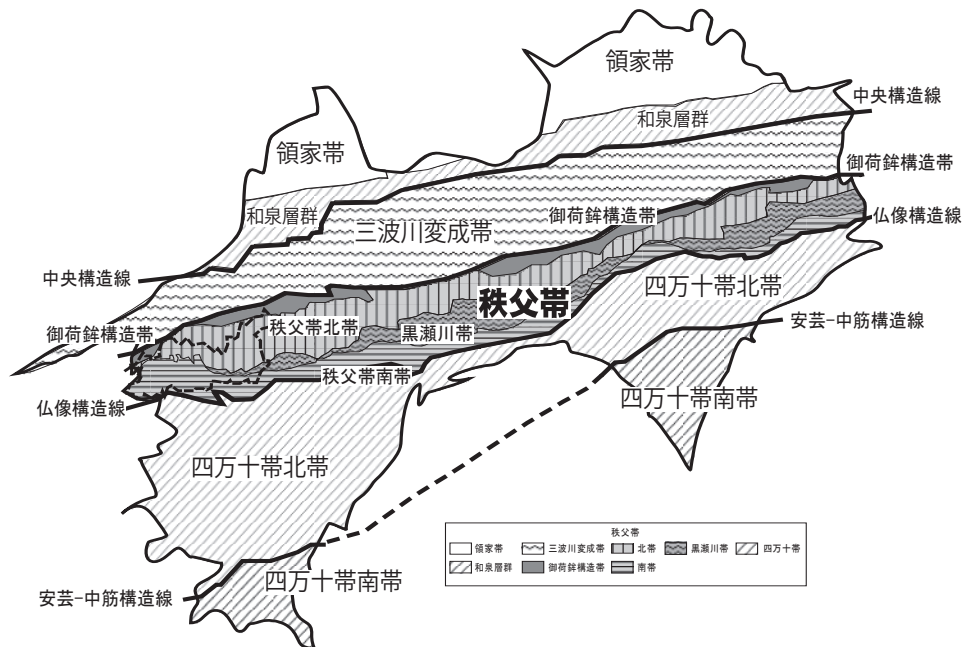 領家帯
中央構造線
和泉層群
領家帯
御荷鉾構造帯
和泉層群
御荷鉾構造帯
仏像構造線
三波川変成帯
中央構造線
四万十帯北帯
秩父帯
安芸−中筋構造線
御荷鉾構造帯
秩父帯北帯
黒瀬川帯
秩父帯南帯
四万十帯南帯
仏像構造線
四万十帯北帯
四万十帯南帯
安芸−中筋構造線
秩父帯
領家帯 三波川変成帯 北帯 黒瀬川帯 四万十帯
和泉層群 御荷鉾構造帯 南帯